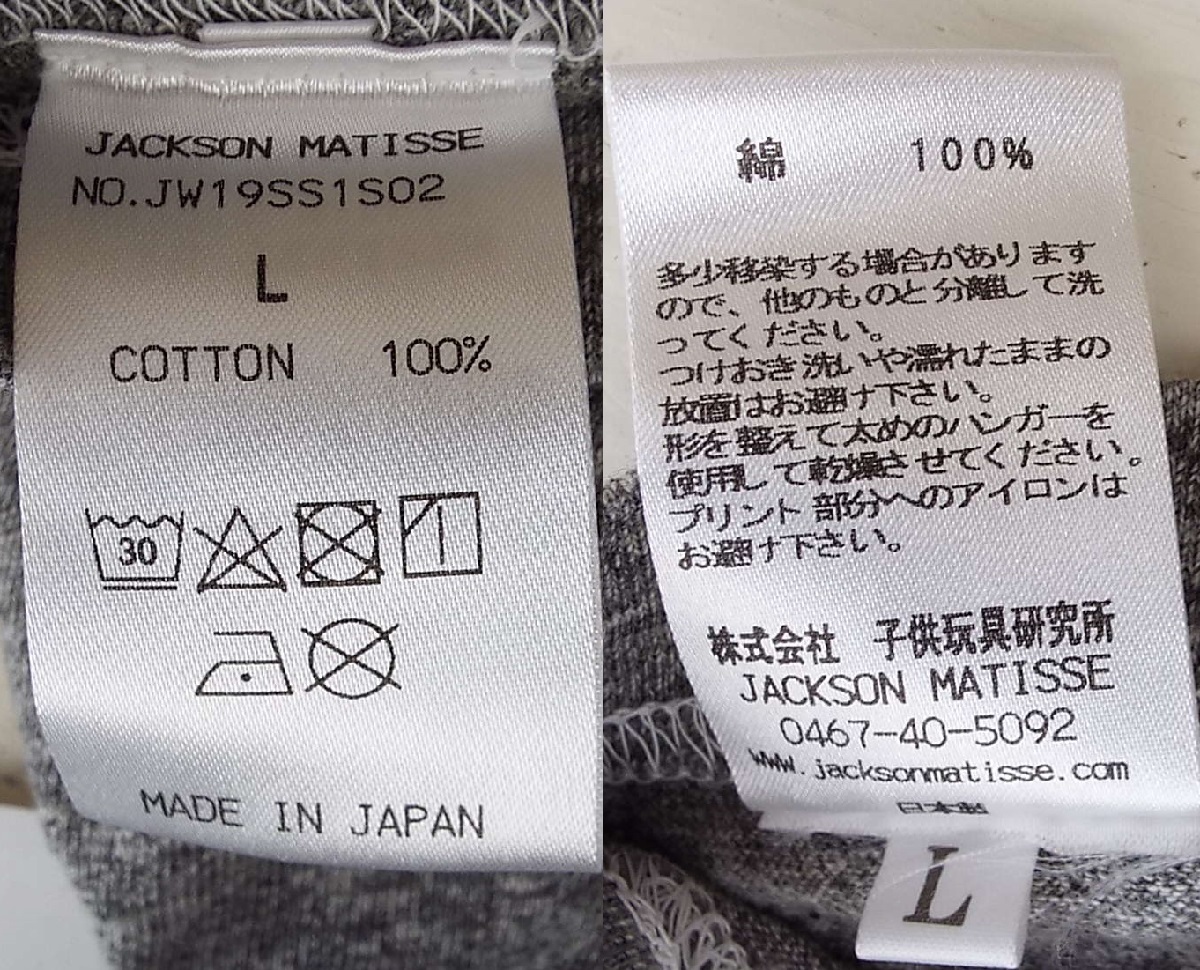 JACKSON MATISSE
NO.JW19SS1S02
L
COTTON 100%
30
MADE IN JAPAN
綿 100%
多少移染する場合があります
ので、他のものと分離して洗
ってください。
つけおき洗いや濡れたままの
放置はお避け下さい。
形を整えて太めのハンガーを
使用して乾燥させてください。
プリント部分へのアイロンは
お避け下さい。
株式会社 子供玩具研究所
JACKSON MATISSE
0467-40-5092
www.jacksonmatisse.com
日本製
L